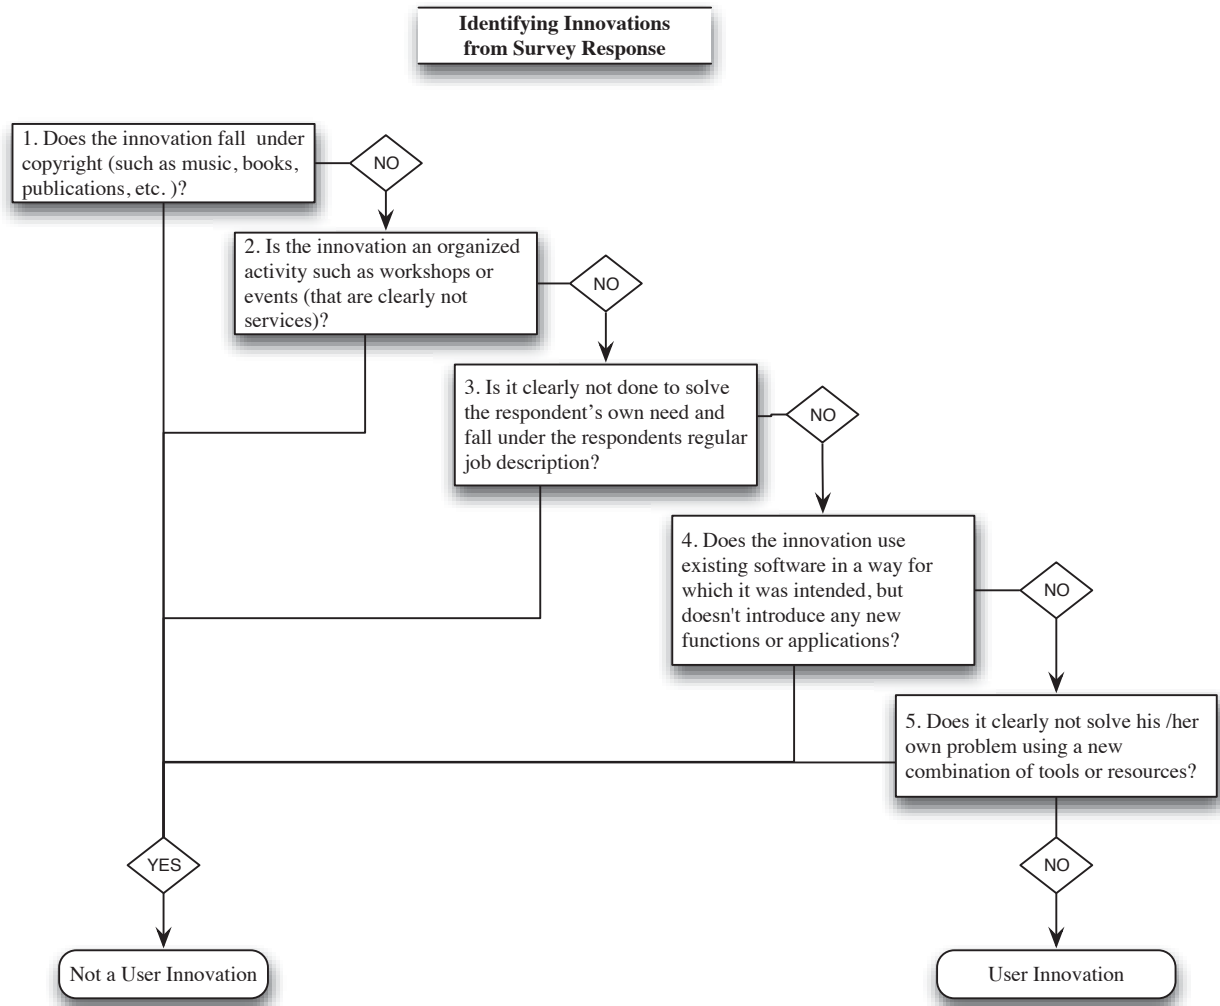 Identifying Innovations
from Survey Response
1. Does the innovation fall under
copyright (such as music, books,
publications, etc. )?
NO
2. Is the innovation an organized
activity such as workshops or
events (that are clearly not
services)?
NO
3. Is it clearly not done to solve
the respondent’s own need and
fall under the respondents regular
job description?
NO
4. Does the innovation use
existing software in a way for
which it was intended, but
doesn't introduce any new
functions or applications?
NO
5. Does it clearly not solve his /her
own problem using a new
combination of tools or resources?
YES
NO
Not a User Innovation
User Innovation